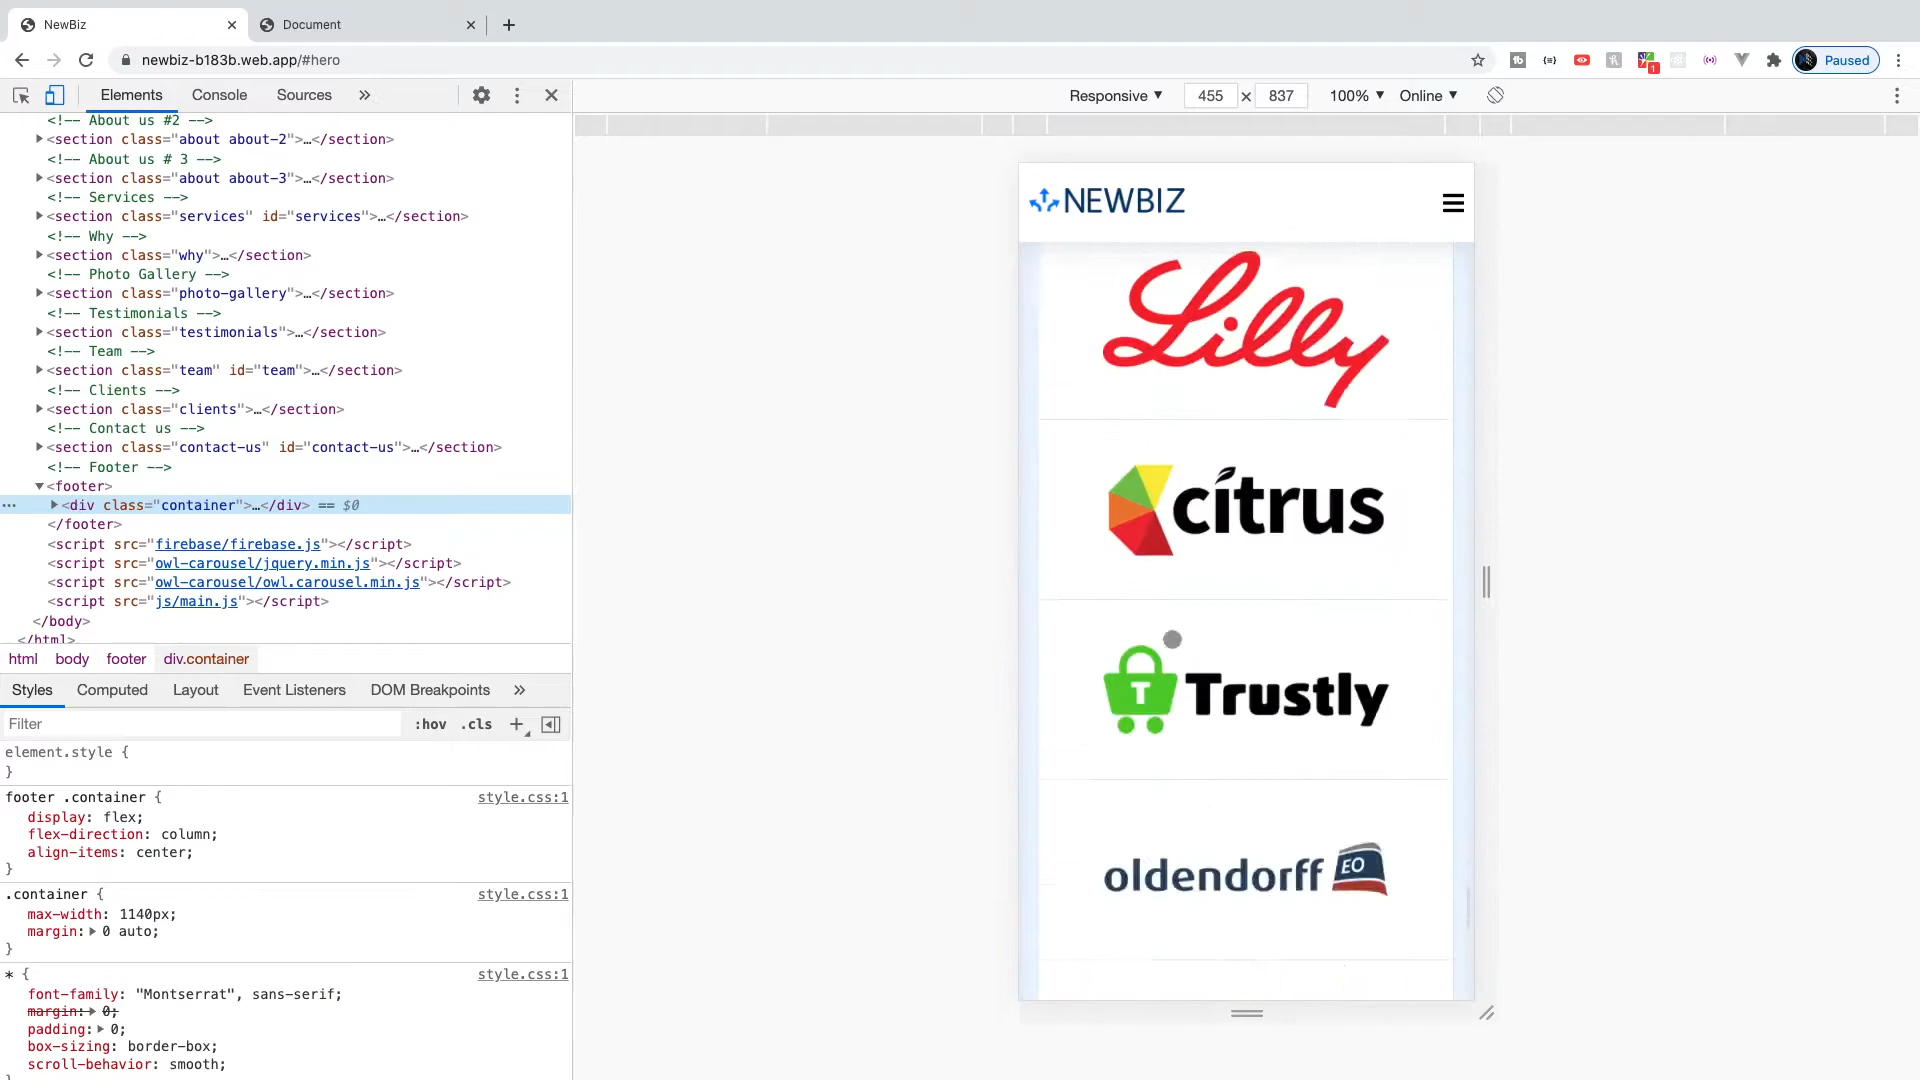 NewBiz
Document
newbiz-b183b.web.app/#hero
1
Paused
Elements
Console
Sources
Responsive
455
837
100%
Online
<!-- About us #2 -->
<section class="about about-2">…</section>
<!-- About us # 3 -->
<section class="about about-3">…</section>
<!-- Services -->
<section class="services" id="services">…</section>
<!-- Why -->
<section class="why">…</section>
<!-- Photo Gallery -->
<section class="photo-gallery">…</section>
<!-- Testimonials -->
<section class="testimonials">…</section>
<!-- Team -->
<section class="team" id="team">…</section>
<!-- Clients -->
<section class="clients">…</section>
<!-- Contact us -->
<section class="contact-us" id="contact-us">…</section>
<!-- Footer -->
<footer>
<div class="container">…</div> == $0
</footer>
<script src="firebase/firebase.js"></script>
<script src="owl-carousel/jquery.min.js"></script>
<script src="owl-carousel/owl.carousel.min.js"></script>
<script src="js/main.js"></script>
</body>
</html>
html body footer div.container
Styles Computed Layout Event Listeners DOM Breakpoints
Filter
:hov .cls
element.style {
}
footer .container { style.css:1
display: flex;
flex-direction: column;
align-items: center;
}
.container { style.css:1
max-width: 1140px;
margin: 0 auto;
}
* { style.css:1
font-family: "Montserrat", sans-serif;
margin: 0;
padding: 0;
box-sizing: border-box;
scroll-behavior: smooth;
NEWBIZ
Lilly
citrus
T Trustly
oldendorff EO